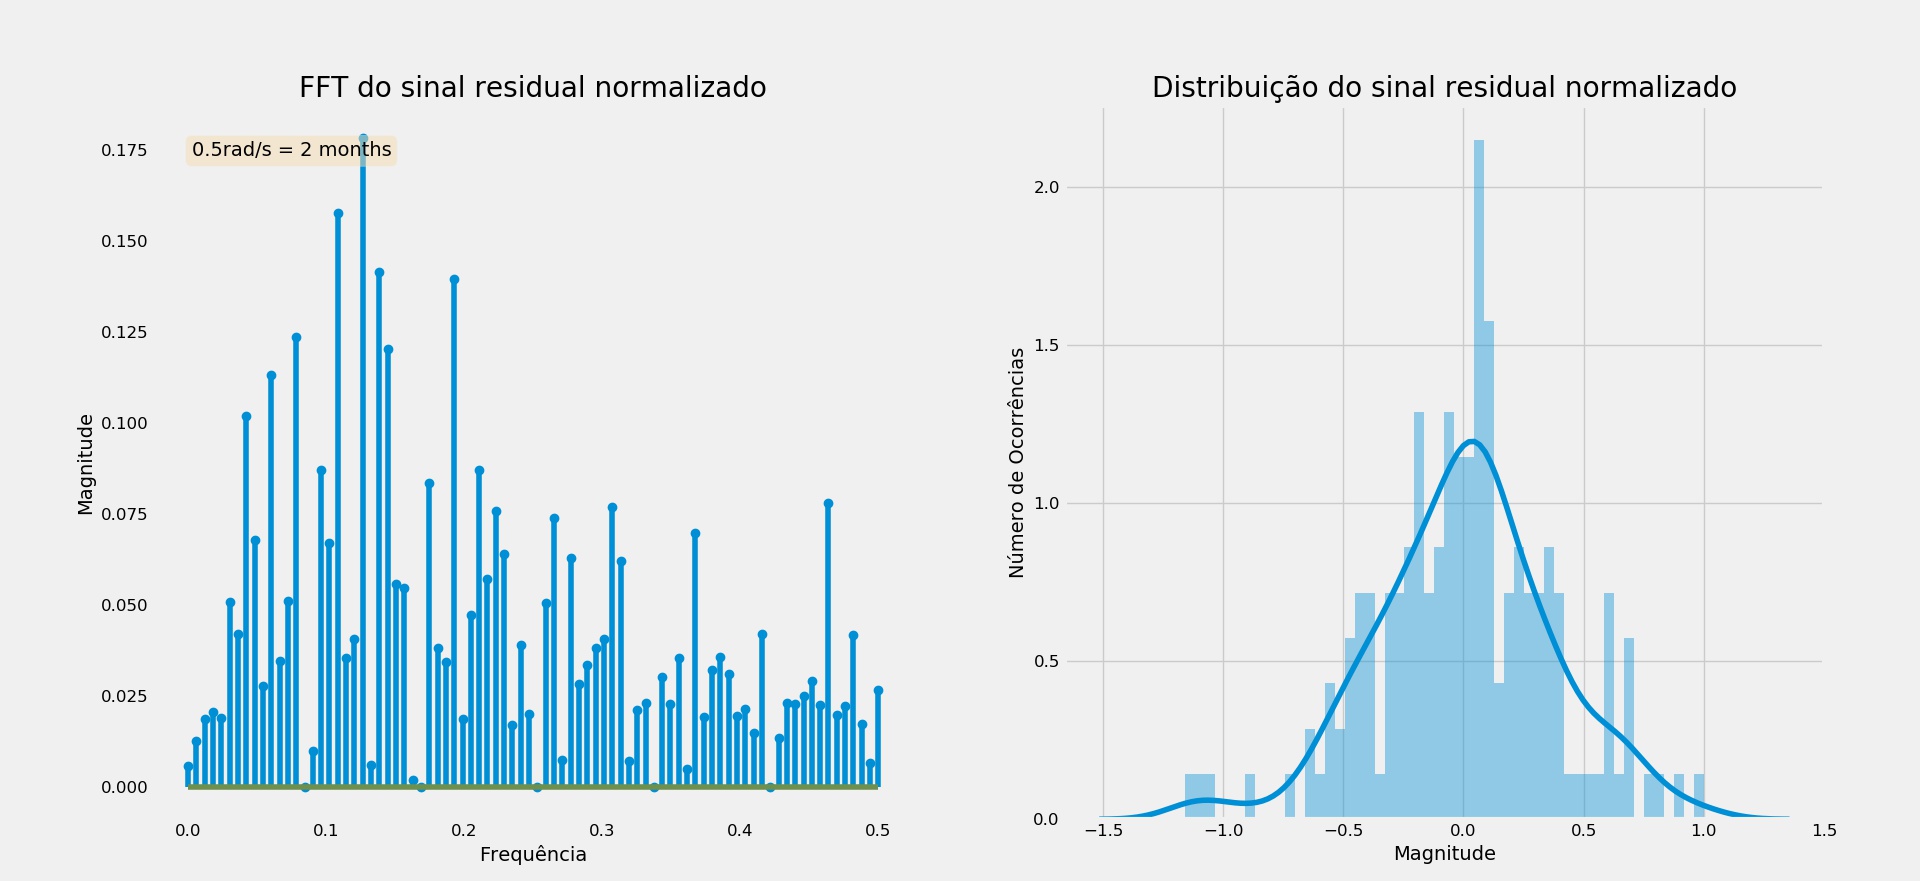 FFT do sinal residual normalizado
0.5rad/s = 2 months
Magnitude
0.175
0.150
0.125
0.100
0.075
0.050
0.025
0.000
0.0 0.1 0.2 0.3 0.4 0.5
Frequência
Distribuição do sinal residual normalizado
Número de Ocorrências
2.0
1.5
1.0
0.5
0.0
−1.5 −1.0 −0.5 0.0 0.5 1.0 1.5
Magnitude